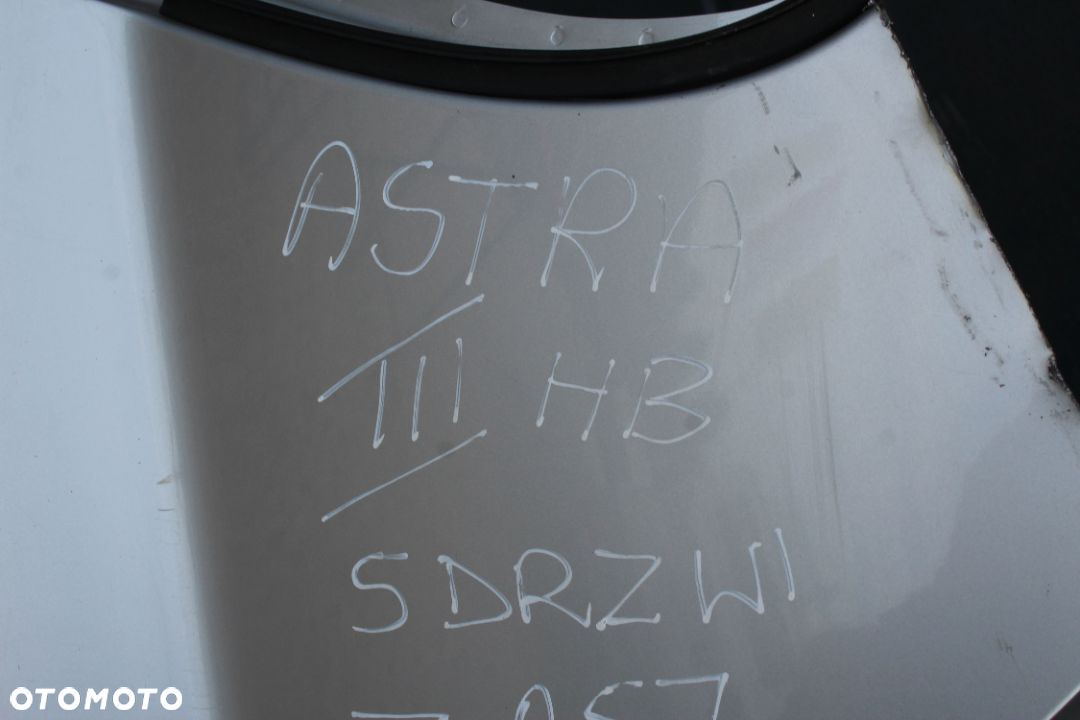 ASTRA
III HB
5DRZWI
OTOMOTO